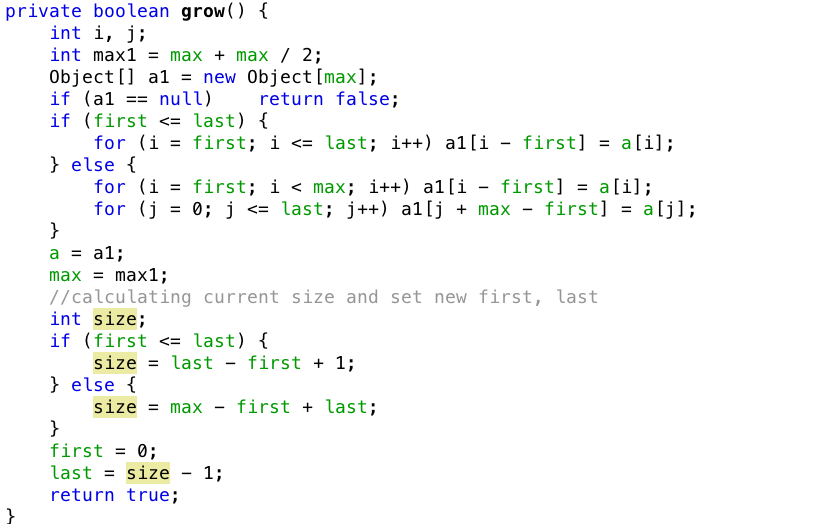 private boolean grow() {
    int i, j;
    int max1 = max + max / 2;
    Object[] a1 = new Object[max];
    if (a1 == null)    return false;
    if (first <= last) {
        for (i = first; i <= last; i++) a1[i - first] = a[i];
    } else {
        for (i = first; i < max; i++) a1[i - first] = a[i];
        for (j = 0; j <= last; j++) a1[j + max - first] = a[j];
    }
    a = a1;
    max = max1;
    //calculating current size and set new first, last
    int size;
    if (first <= last) {
        size = last - first + 1;
    } else {
        size = max - first + last;
    }
    first = 0;
    last = size - 1;
    return true;
}